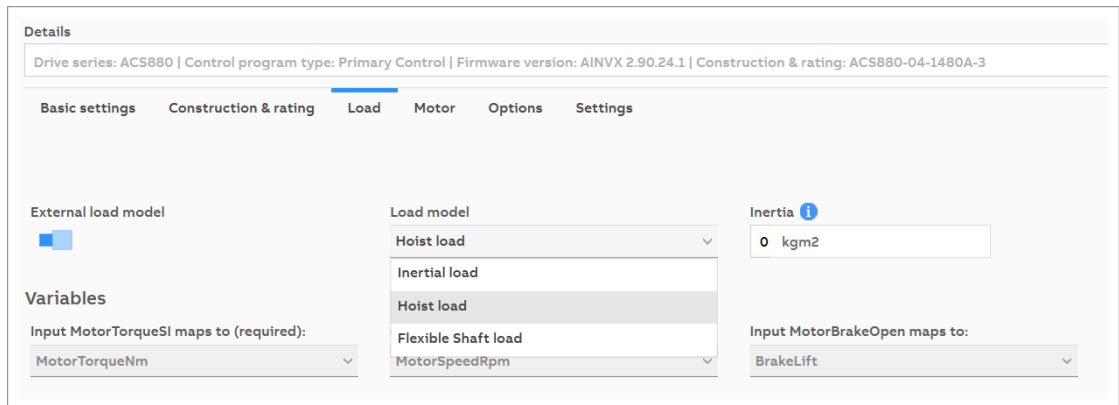 Details
Drive series: ACS880 | Control program type: Primary Control | Firmware version: AINVX 2.90.24.1 | Construction & rating: ACS880-04-1480A-3
Basic settings Construction & rating Load Motor Options Settings
External load model Load model Inertia
Hoist load 0 kgm2
Inertial load
Variables
Hoist load
Input MotorTorqueSI maps to (required): Input MotorBrakeOpen maps to:
Flexible Shaft load
MotorTorqueNm MotorSpeedRpm BrakeLift